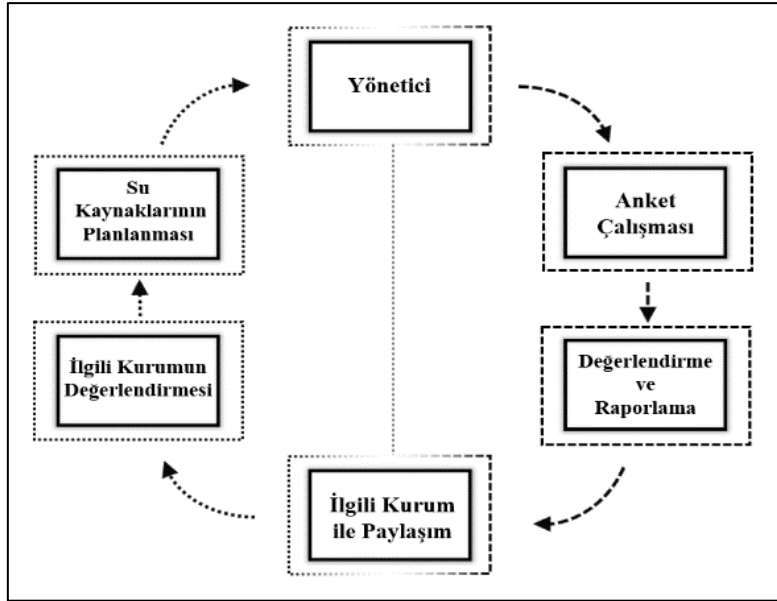 Yönetici
Anket
Çalışması
Değerlendirme
ve
Raporlama
İlgili Kurum
ile Paylaşım
İlgili Kurumun
Değerlendirmesi
Su
Kaynaklarının
Planlanması